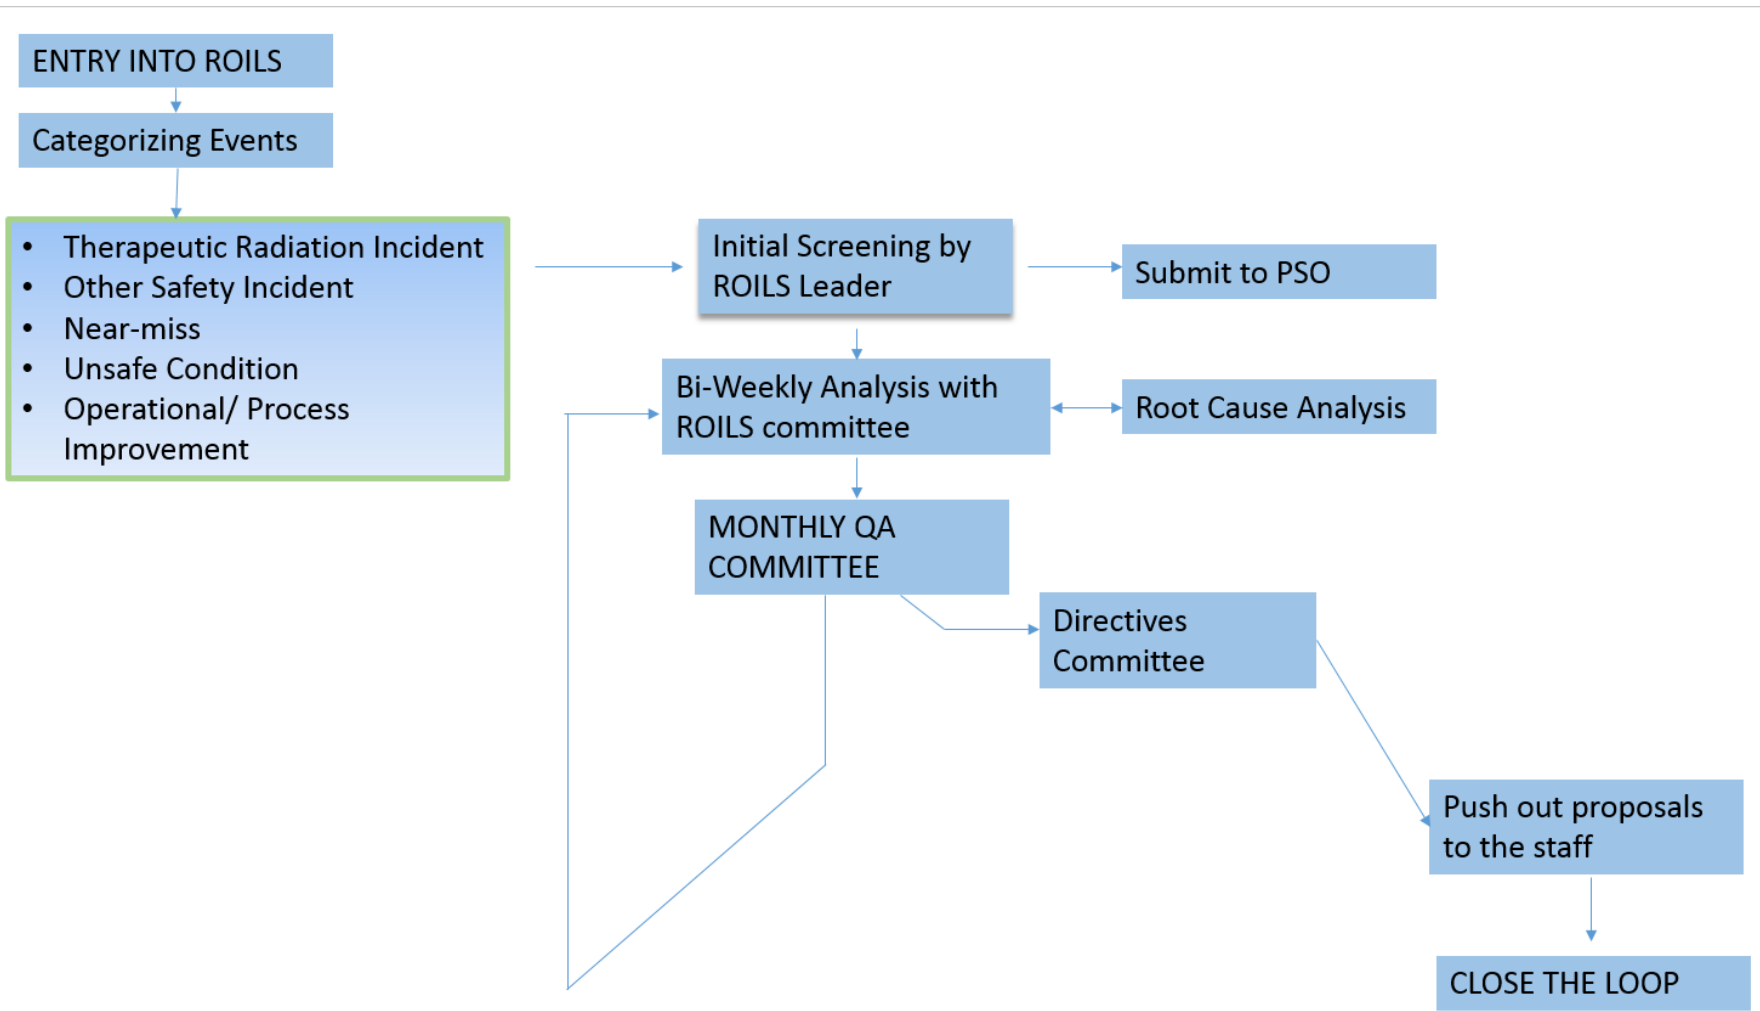 ENTRY INTO ROILS
Categorizing Events
• Therapeutic Radiation Incident
• Other Safety Incident
• Near-miss
• Unsafe Condition
• Operational/ Process
Improvement
Initial Screening by
ROILS Leader
Submit to PSO
Bi-Weekly Analysis with
ROILS committee
Root Cause Analysis
MONTHLY QA
COMMITTEE
Directives
Committee
Push out proposals
to the staff
CLOSE THE LOOP